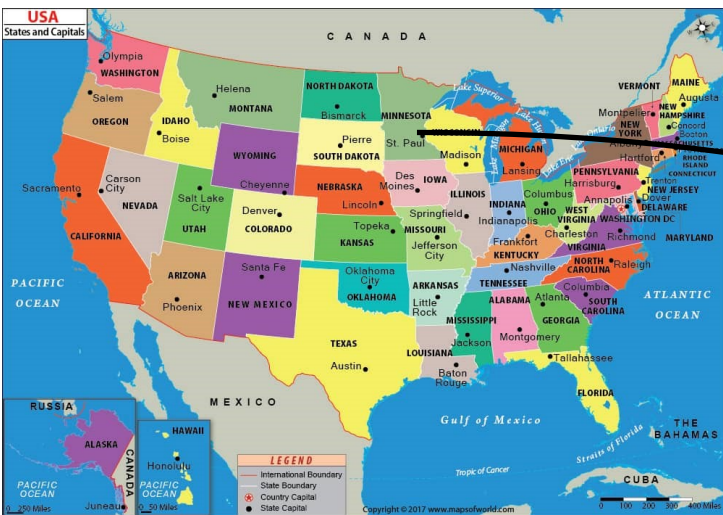 USA
States and Capitals
CANADA
Olympia
WASHINGTON
Salem
OREGON
IDAHO
Boise
Helena
MONTANA
NORTH DAKOTA
Bismarck
MINNESOTA
St. Paul
Lake Superior
VERMONT
Montpelier
MAINE
Augusta
NEW
HAMPSHIRE
Concord
Boston
NEW
YORK
Hartford
RHODE
ISLAND
CONNECTICUT
Pierre
SOUTH DAKOTA
WYOMING
Cheyenne
Madison
MICHIGAN
Lansing
Des
Moines
IOWA
NEBRASKA
Lincoln
PENNSYLVANIA
Harrisburg
Trenton
NEW JERSEY
Annapolis
Dover
DELAWARE
WASHINGTON DC
MARYLAND
Sacramento
Carson
City
NEVADA
Salt Lake
City
UTAH
Denver
COLORADO
Topeka
KANSAS
ILLINOIS
Springfield
INDIANA
Indianapolis
Columbus
OHIO
WEST
VIRGINIA
Charleston
VIRGINIA
Richmond
MISSOURI
Jefferson
City
Frankfort
KENTUCKY
CALIFORNIA
ARIZONA
Phoenix
Santa Fe
NEW MEXICO
Oklahoma
City
OKLAHOMA
ARKANSAS
Little
Rock
Nashville
TENNESSEE
NORTH
CAROLINA
Raleigh
Columbia
SOUTH
CAROLINA
Atlanta
GEORGIA
ALABAMA
Montgomery
MISSISSIPPI
Jackson
LOUISIANA
Baton
Rouge
TEXAS
Austin
Tallahassee
FLORIDA
PACIFIC
OCEAN
ATLANTIC
OCEAN
MEXICO
Gulf of Mexico
Straits of Florida
THE
BAHAMAS
CUBA
Tropic of Cancer
RUSSIA
ALASKA
CANADA
PACIFIC
OCEAN
Juneau
0 250 Miles
HAWAII
Honolulu
PACIFIC
OCEAN
0 50 Miles
LEGEND
International Boundary
State Boundary
Country Capital
State Capital
Copyright © 2017 www.mapsofworld.com
0 100 200 300 400 Miles